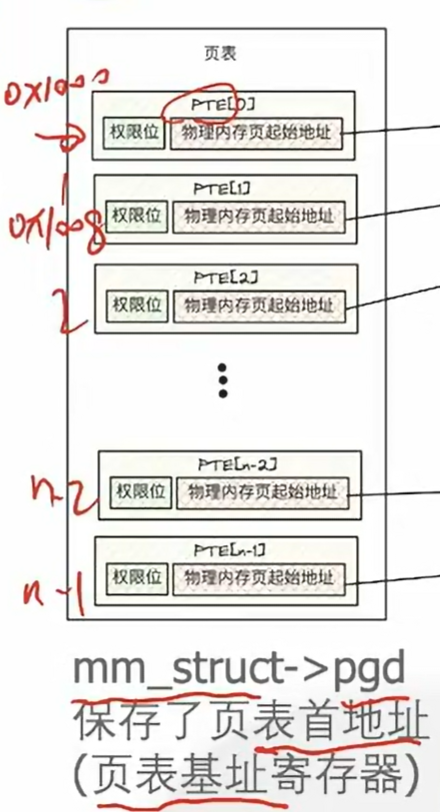 页表
0x1000
PTE[0]
权限位 物理内存页起始地址
PTE[1]
0x1008
权限位 物理内存页起始地址
PTE[2]
2
权限位 物理内存页起始地址
PTE[n-2]
n-2
权限位 物理内存页起始地址
PTE[n-1]
n-1
权限位 物理内存页起始地址
mm_struct->pgd
保存了页表首地址
(页表基址寄存器)